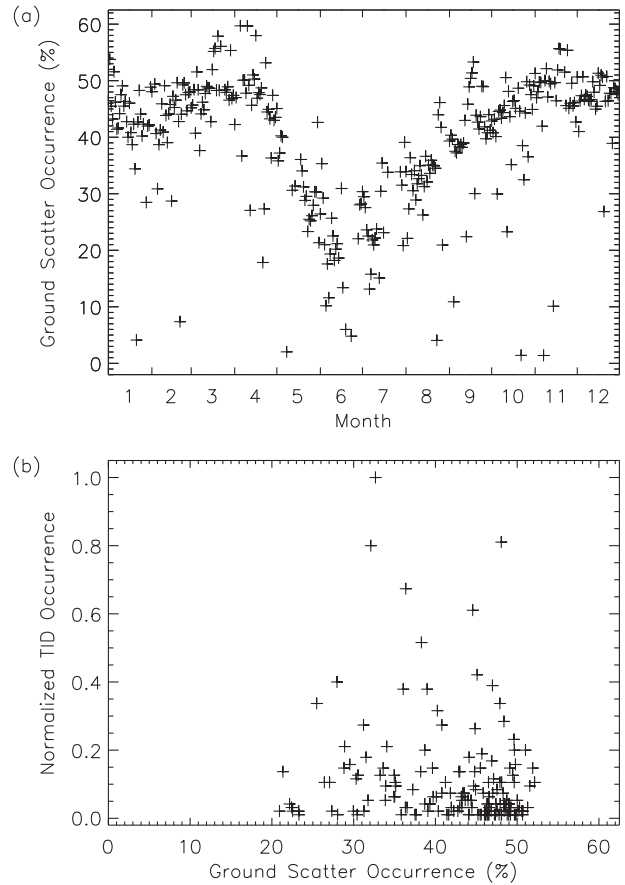 (a)
Ground Scatter Occurrence (%)
60
50
40
30
20
10
0
1 2 3 4 5 6 7 8 9 10 11 12
Month
(b)
Normalized TID Occurrence
1.0
0.8
0.6
0.4
0.2
0.0
0 10 20 30 40 50 60
Ground Scatter Occurrence (%)